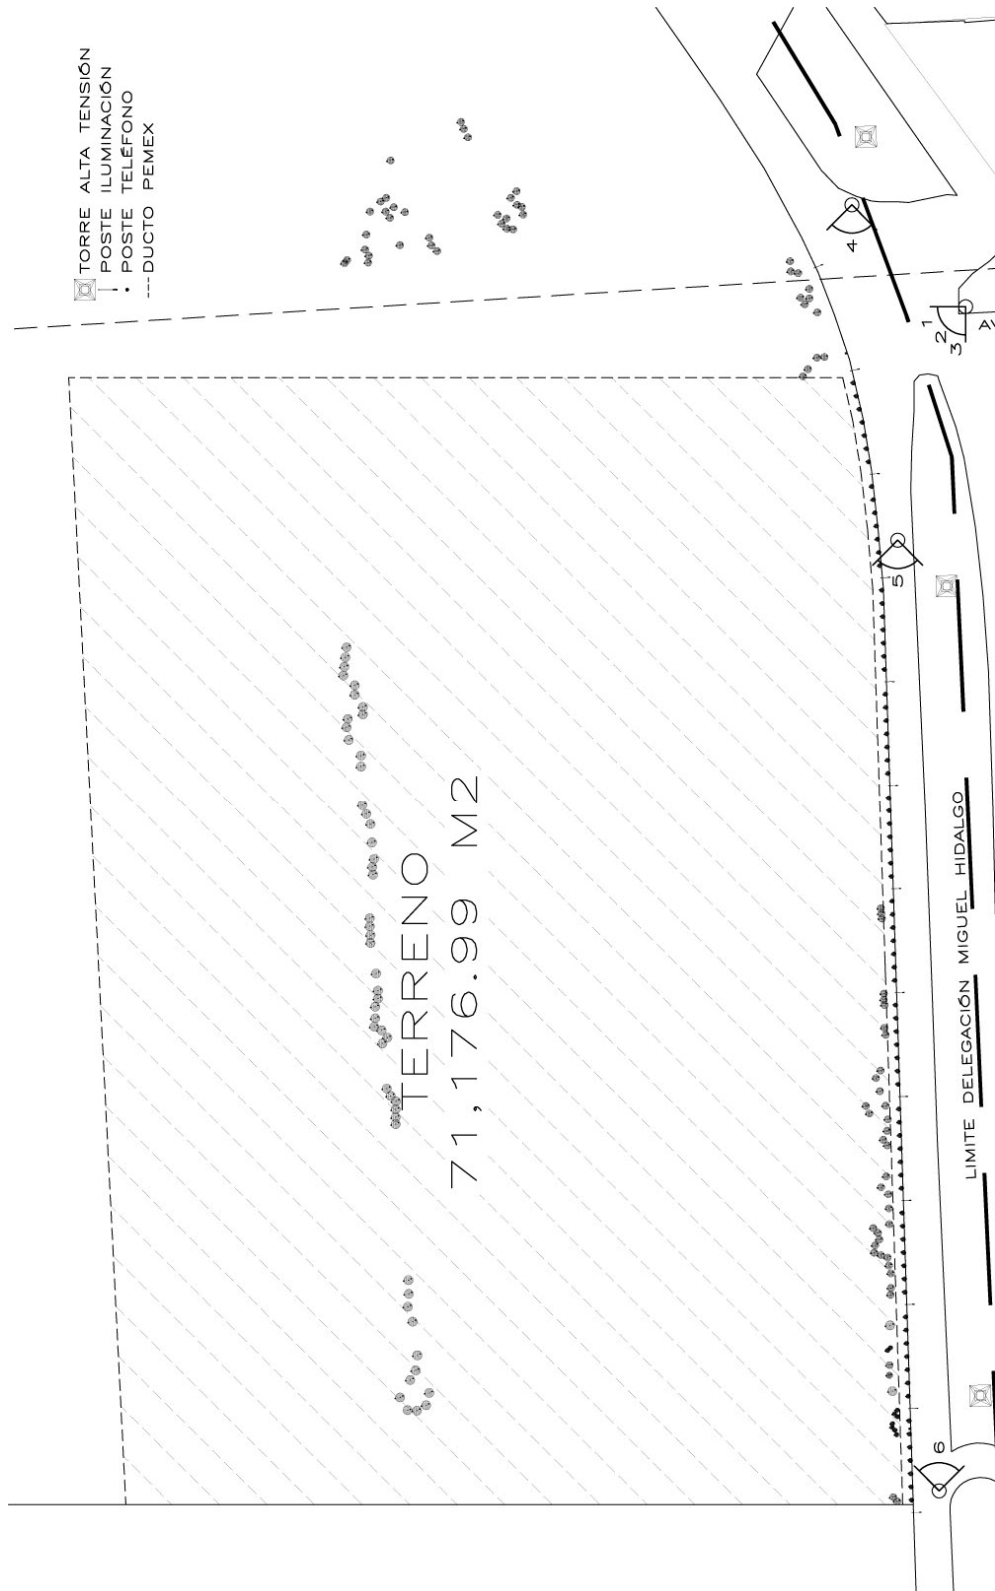 TORRE ALTA TENSIÓN
POSTE ILUMINACIÓN
POSTE TELÉFONO
DUCTO PEMEX
4
1
2
3
5
TERRENO
71,176.99 M2
LIMITE DELEGACIÓN MIGUEL HIDALGO
6